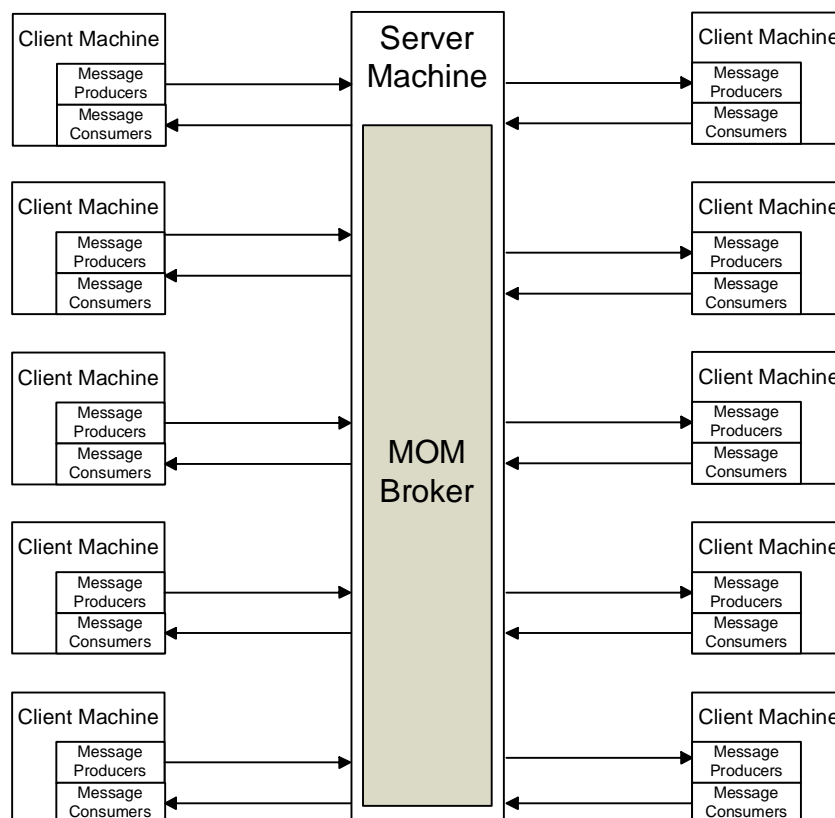 Client Machine
Message
Producers
Message
Consumers
Client Machine
Message
Producers
Message
Consumers
Client Machine
Message
Producers
Message
Consumers
Client Machine
Message
Producers
Message
Consumers
Client Machine
Message
Producers
Message
Consumers
Server
Machine
MOM
Broker
Client Machine
Message
Producers
Message
Consumers
Client Machine
Message
Producers
Message
Consumers
Client Machine
Message
Producers
Message
Consumers
Client Machine
Message
Producers
Message
Consumers
Client Machine
Message
Producers
Message
Consumers